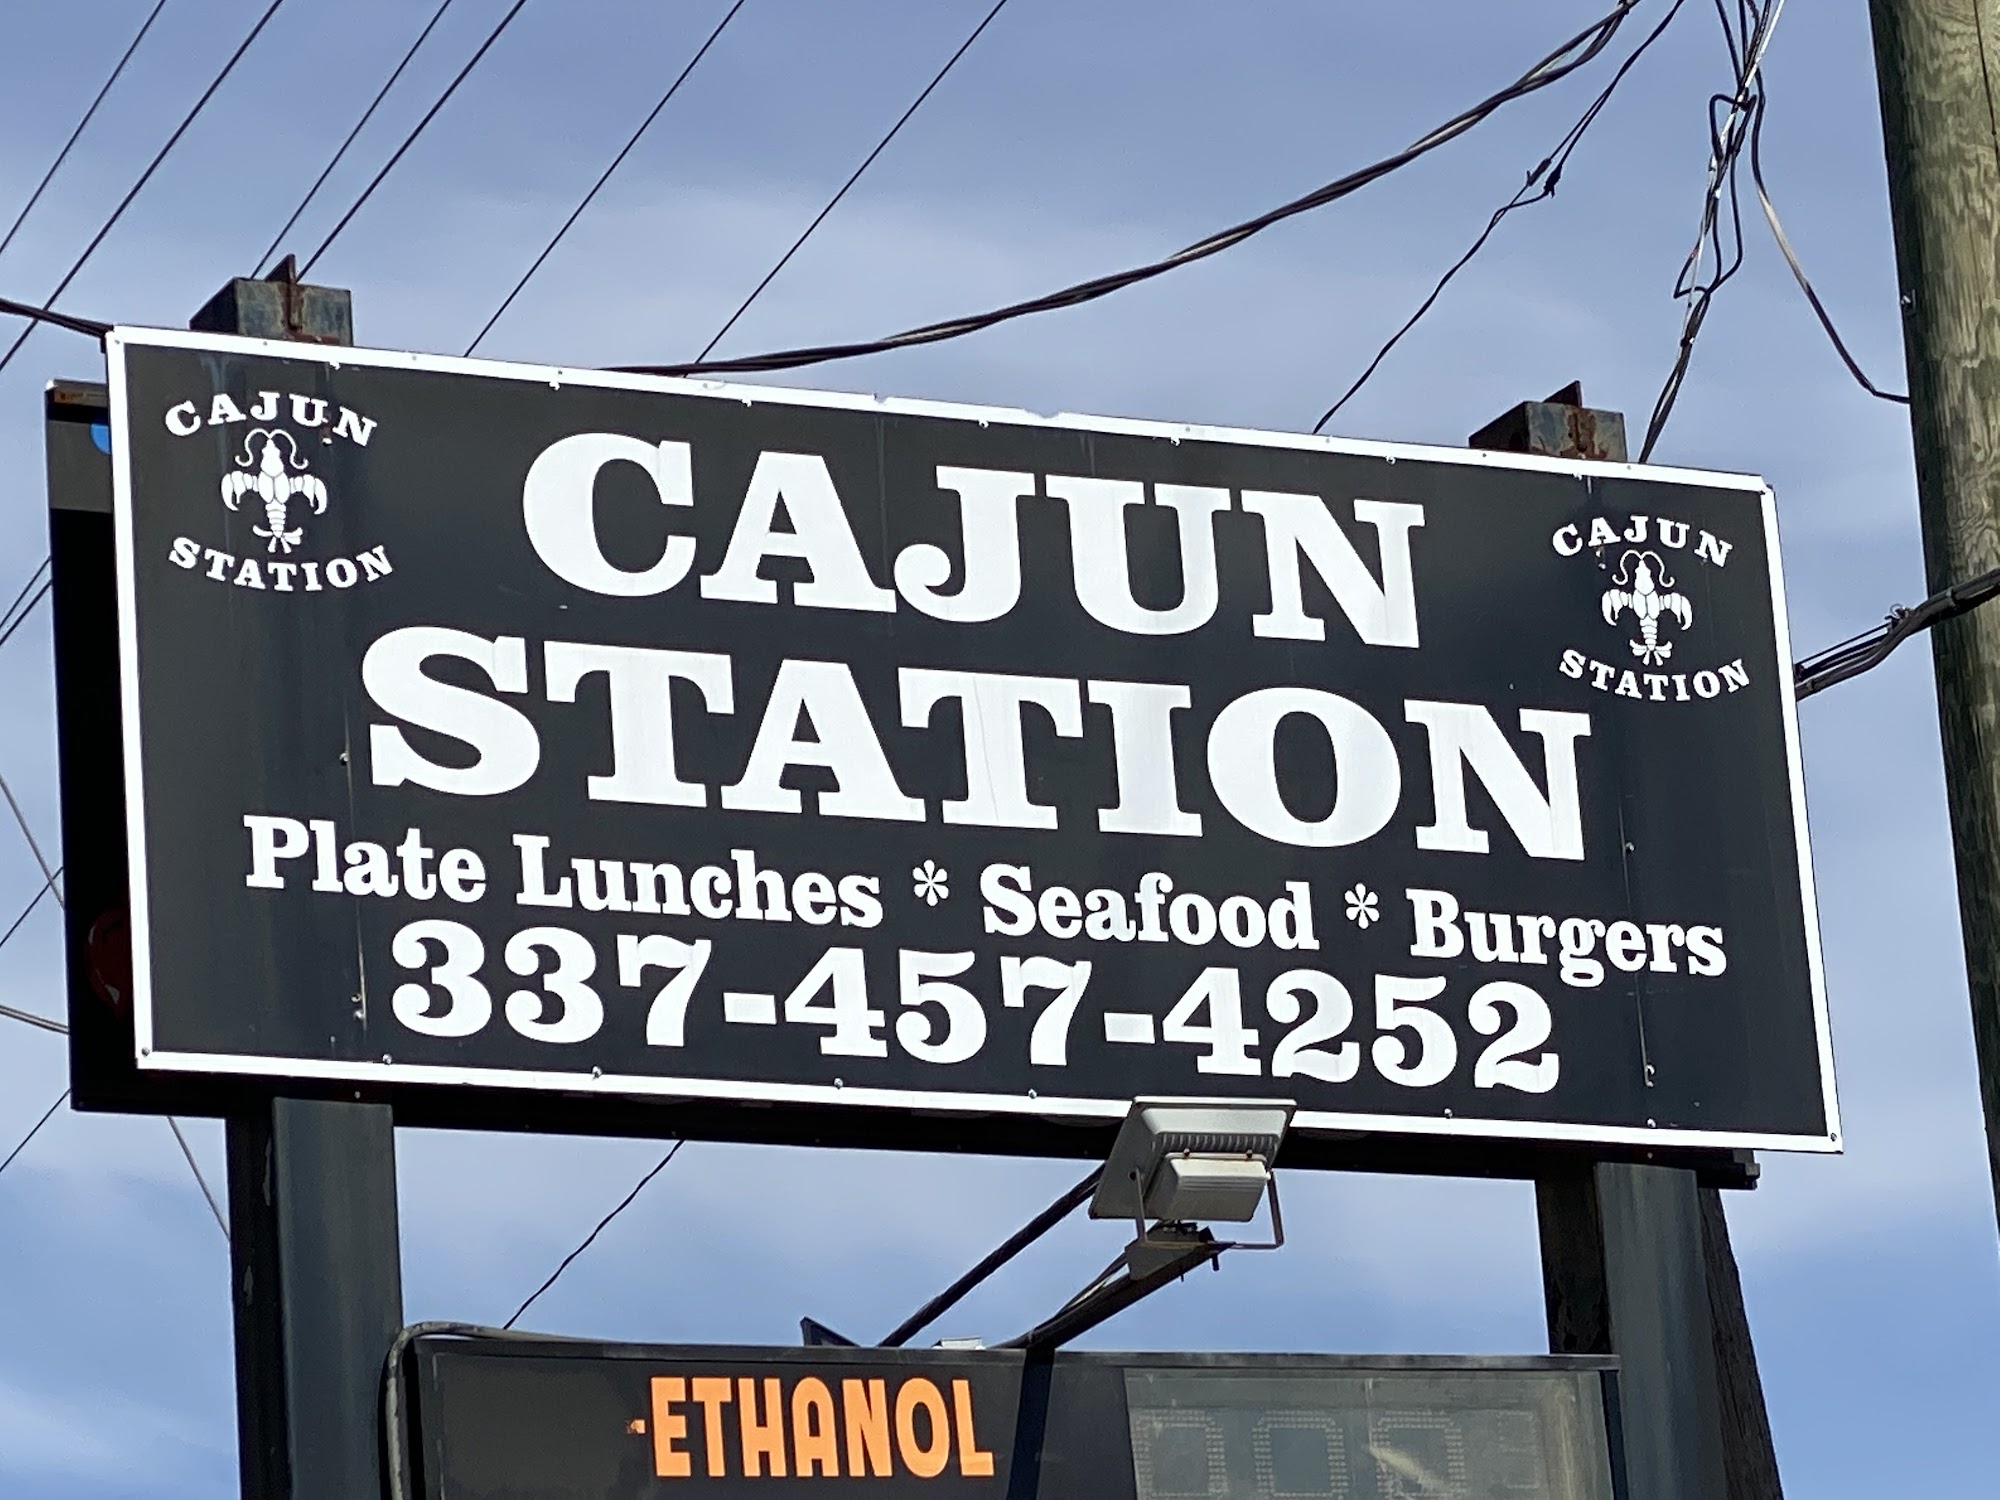 CAJUN
STATION
CAJUN
STATION
CAJUN
STATION
Plate Lunches * Seafood * Burgers
337-457-4252
-ETHANOL